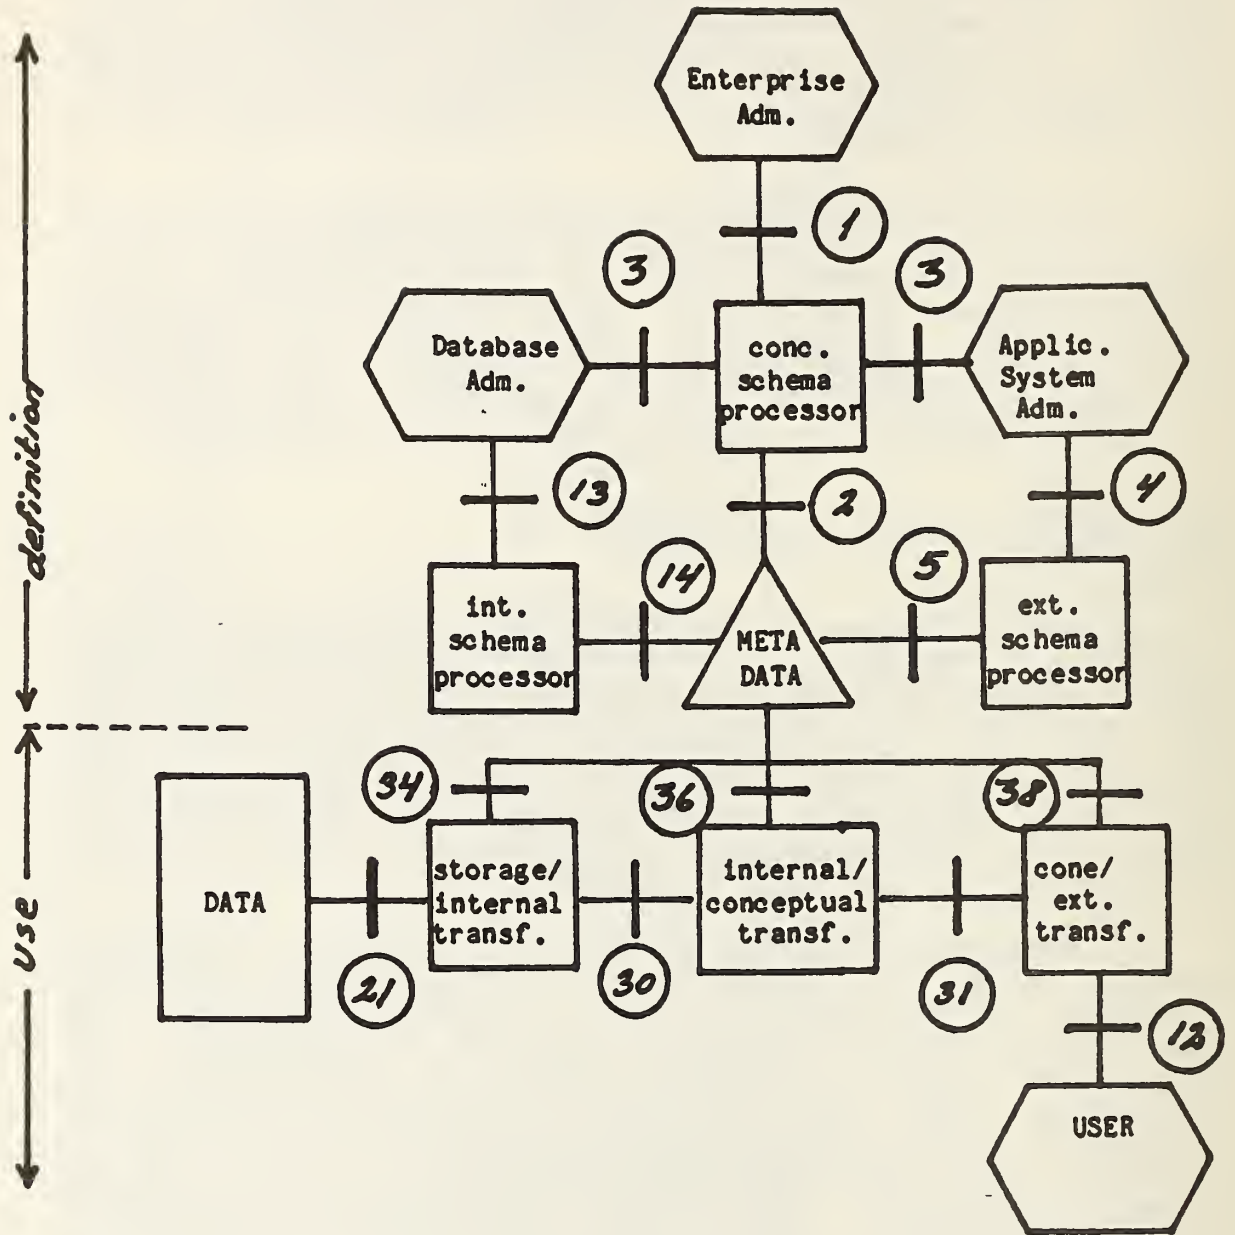 Enterprise
Adm.
1
3
3
Database
Adm.
conc.
schema
processor
Applic.
System
Adm.
definition
13
2
4
14
5
int.
schema
processor
META
DATA
ext.
schema
processor
34
36
38
DATA
storage/
internal
transf.
internal/
conceptual
transf.
conc/
ext.
transf.
use
21
30
31
12
USER